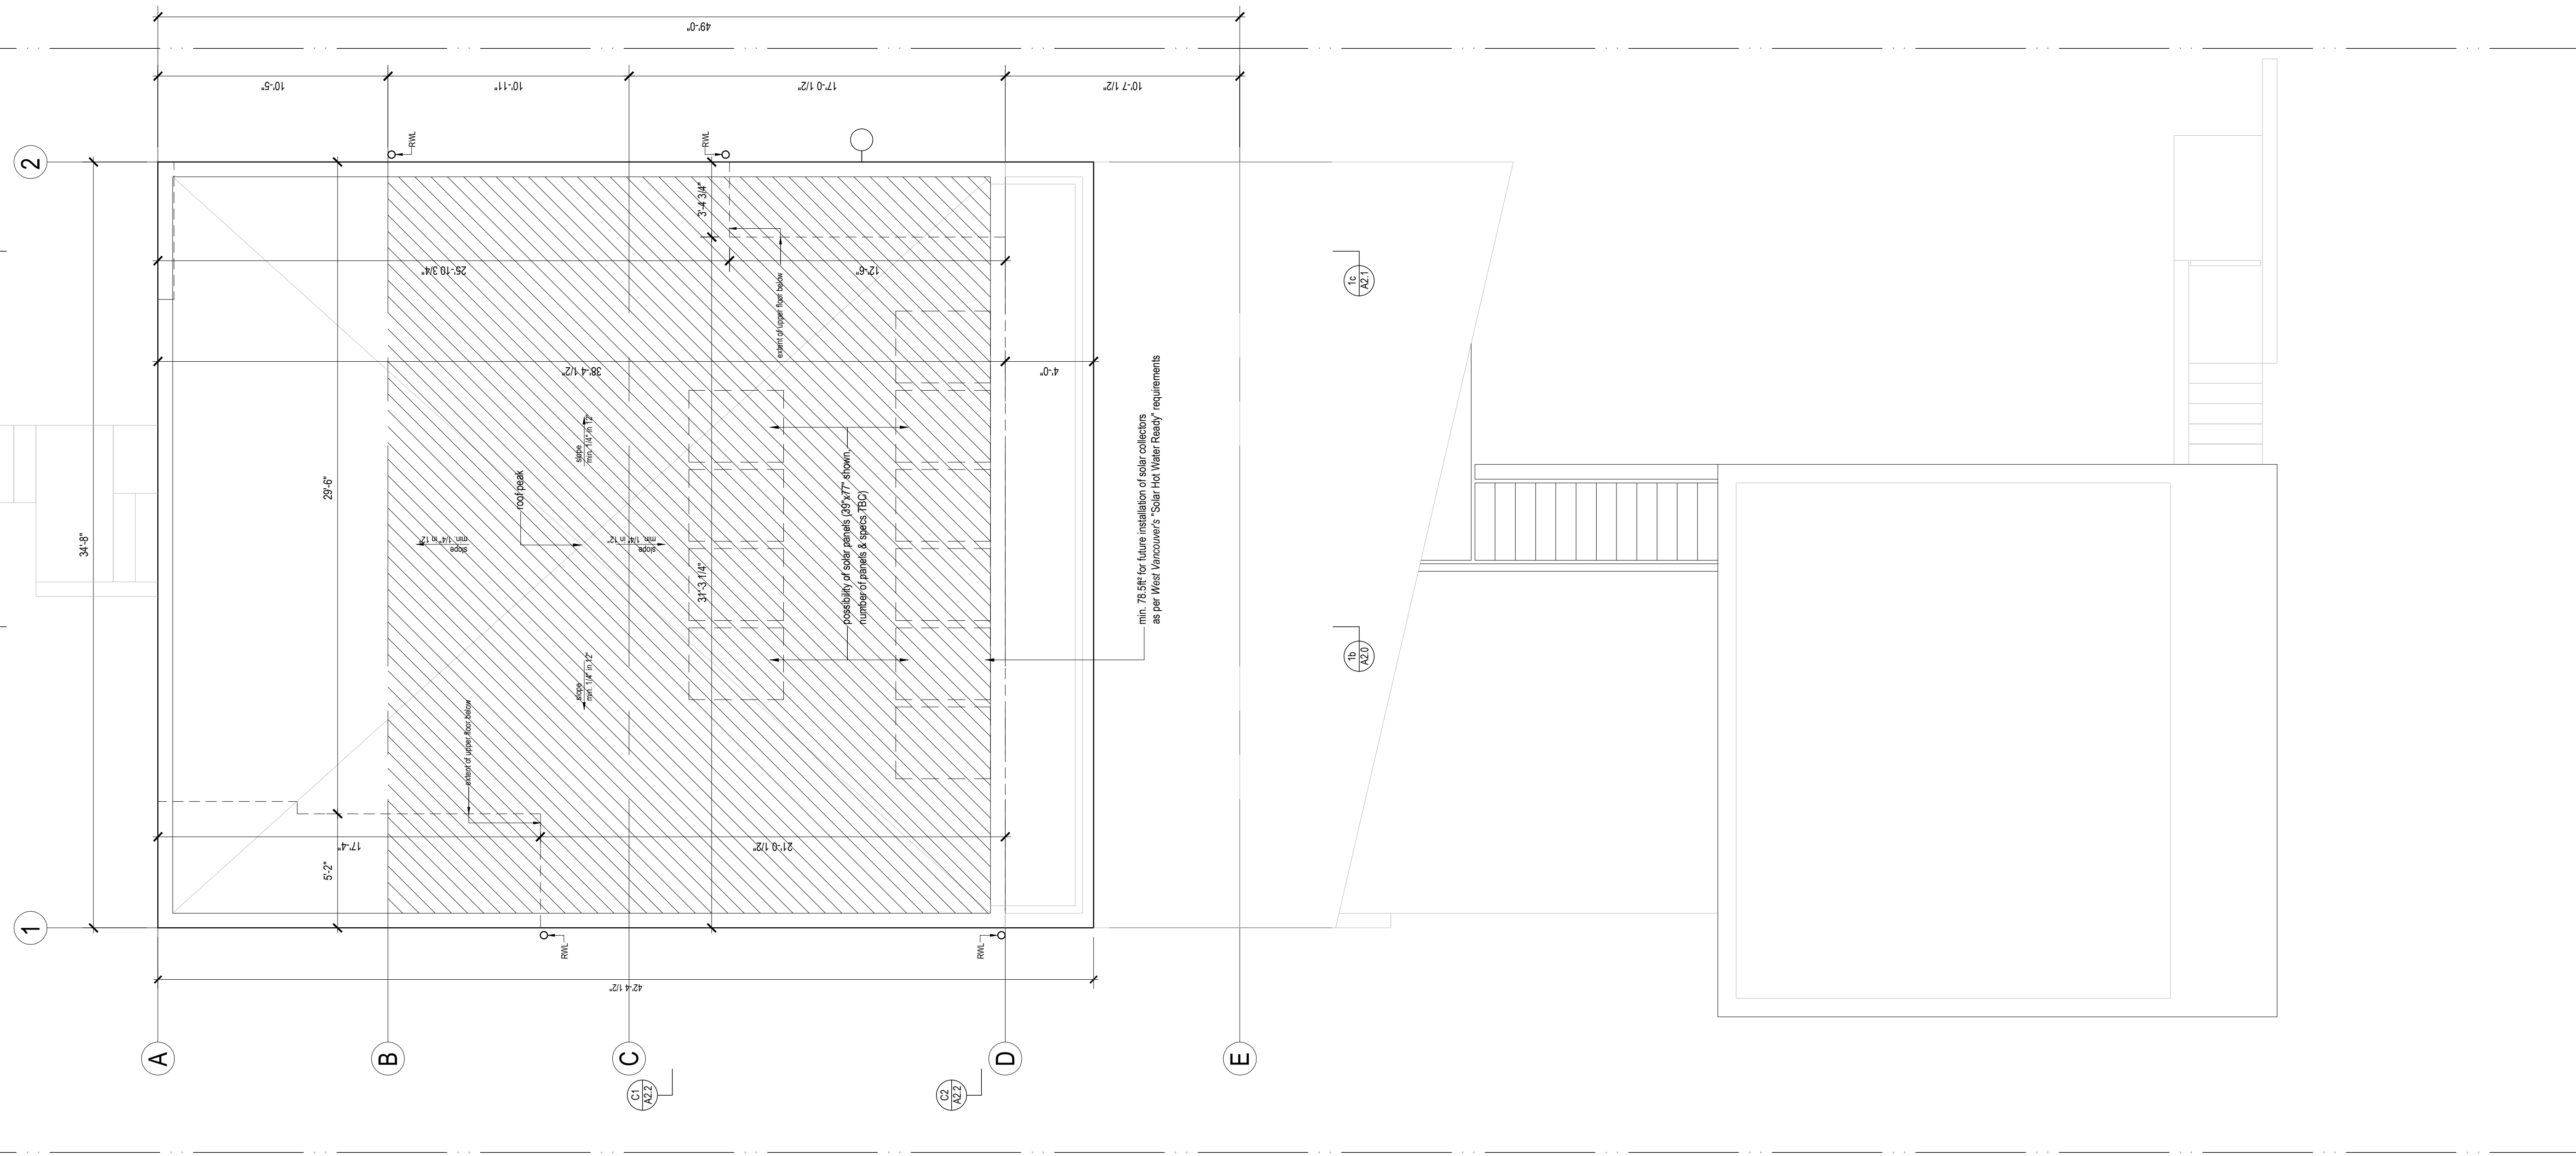 49'-0"
10'-5"
10'-11"
17'-0 1/2"
10'-7 1/2"
2
RWL
RWL
3'-4 3/4"
25'-10 3/4"
12'-6"
extent of upper floor below
1c
A2.1
38'-4 1/2"
4'-0"
slope
min. 1/4" in 12"
roof peak
34'-8"
29'-6"
slope
min. 1/4" in 12"
slope
min. 1/4" in 12"
31'-3 1/4"
possibility of solar panels (39"x77" shown,
number of panels & specs TBC)
min. 78.5ft² for future installation of solar collectors
as per West Vancouver's "Solar Hot Water Ready" requirements
1b
A2.0
slope
min. 1/4" in 12"
extent of upper floor below
17'-4"
21'-0 1/2"
5'-2"
1
RWL
RWL
42'-4 1/2"
A
B
C
D
E
C1
A2.2
C2
A2.2